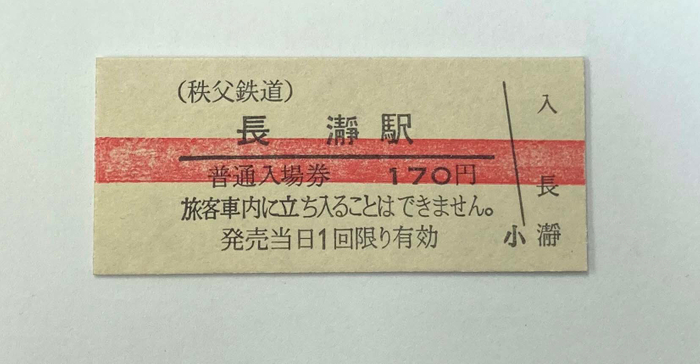 (秩父鉄道)
長瀞駅
普通入場券 170円
旅客車内に立ち入ることはできません。
発売当日1回限り有効
入
長
小 瀞